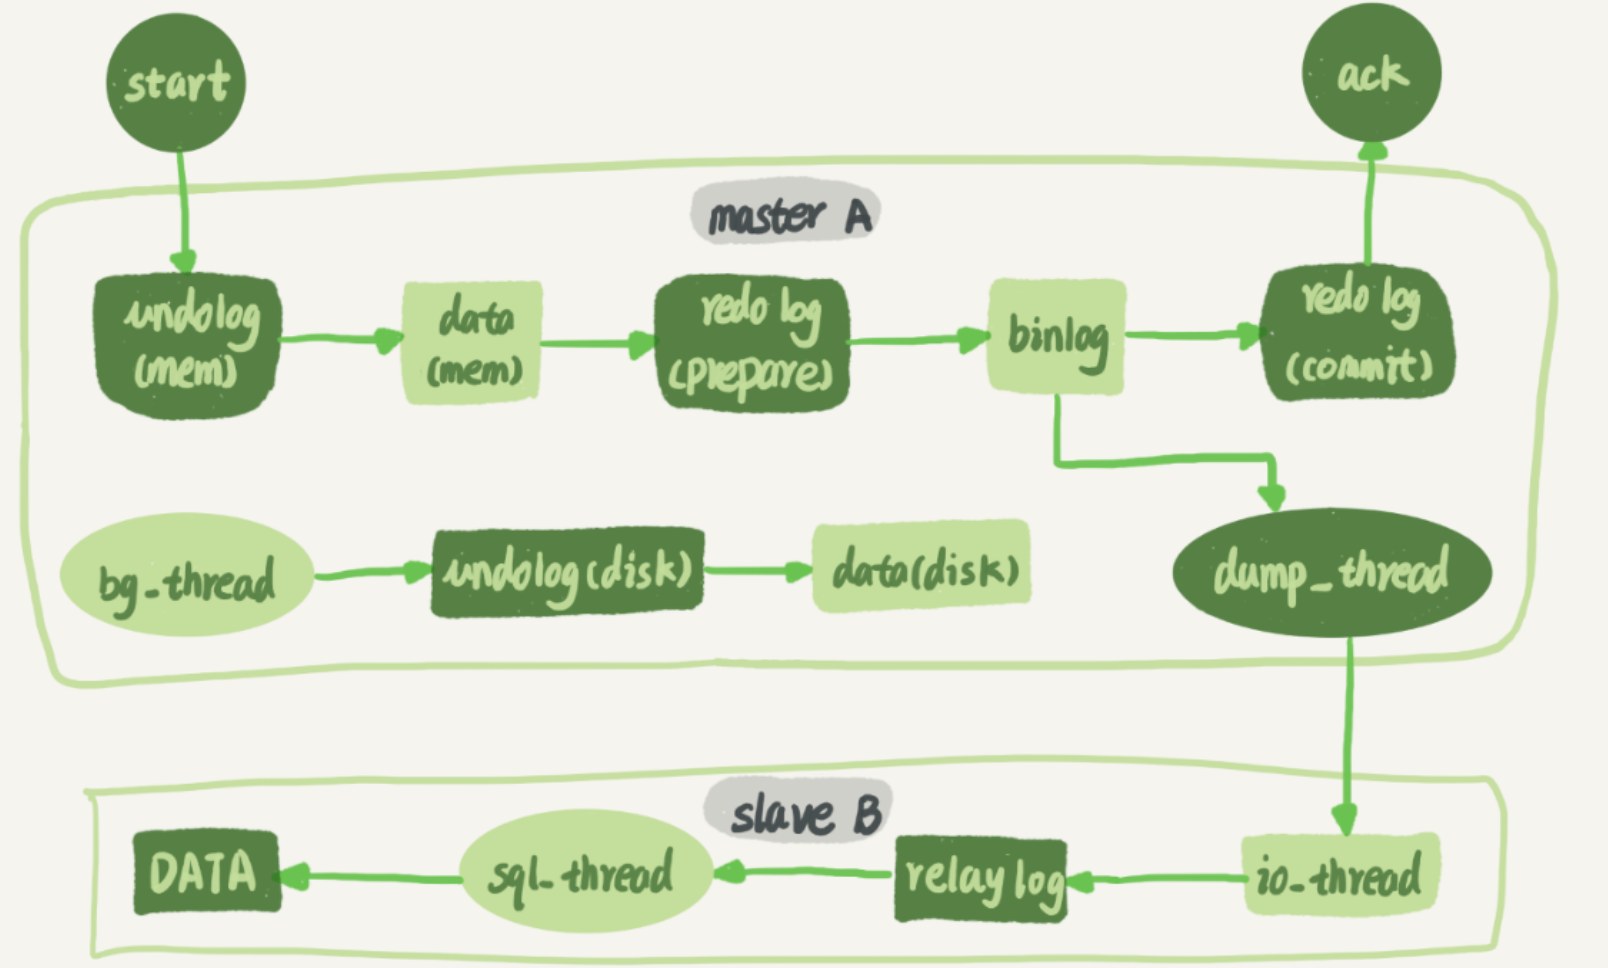 start
ack
master A
undolog
(mem)
data
(mem)
redo log
(prepare)
binlog
redo log
(commit)
bg_thread
undolog(disk)
data(disk)
dump_thread
slave B
DATA
sql_thread
relay log
io_thread